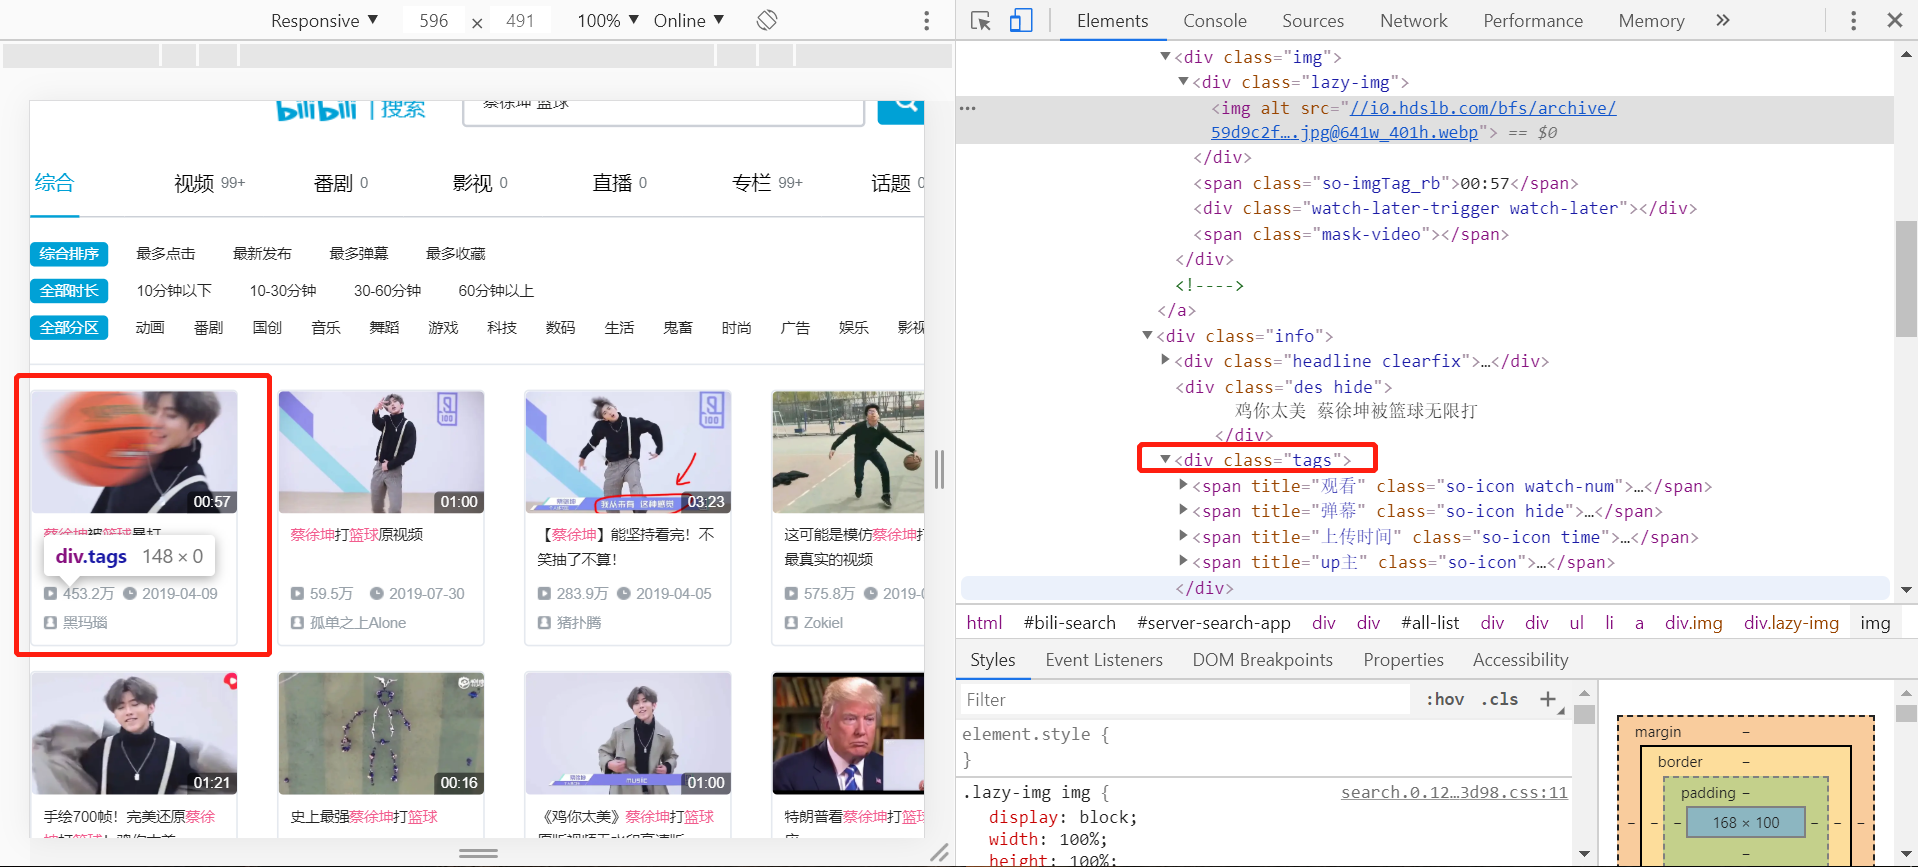 Responsive ▼ 596 × 491 100% ▼ Online ▼
bilibili | 搜索 蔡徐坤 篮球
综合 视频 99+ 番剧 0 影视 0 直播 0 专栏 99+ 话题 0
综合排序 最多点击 最新发布 最多弹幕 最多收藏
全部时长 10分钟以下 10-30分钟 30-60分钟 60分钟以上
全部分区 动画 番剧 国创 音乐 舞蹈 游戏 科技 数码 生活 鬼畜 时尚 广告 娱乐 影视
00:57
蔡徐坤被篮球暴打
div.tags 148 × 0
453.2万 2019-04-09
黑玛瑙
01:00
蔡徐坤打篮球原视频
59.5万 2019-07-30
孤单之上Alone
100
我从未有 这种感觉
03:23
【蔡徐坤】能坚持看完！不
笑抽了不算！
283.9万 2019-04-05
猪扑腾
这可能是模仿蔡徐坤打
最真实的视频
575.8万 2019-0
Zokiel
01:21
手绘700帧！完美还原蔡徐
坤打篮球！鸡你太美
00:16
史上最强蔡徐坤打篮球
music
01:00
《鸡你太美》蔡徐坤打篮球
特朗普看蔡徐坤打篮球
Elements Console Sources Network Performance Memory »
▼<div class="img">
▼<div class="lazy-img">
<img alt src="//i0.hdslb.com/bfs/archive/
59d9c2f….jpg@641w_401h.webp"> == $0
</div>
<span class="so-imgTag_rb">00:57</span>
<div class="watch-later-trigger watch-later"></div>
<span class="mask-video"></span>
</div>
<!---->
</a>
▼<div class="info">
▶<div class="headline clearfix">…</div>
<div class="des hide">
鸡你太美 蔡徐坤被篮球无限打
</div>
▼<div class="tags">
▶<span title="观看" class="so-icon watch-num">…</span>
▶<span title="弹幕" class="so-icon hide">…</span>
▶<span title="上传时间" class="so-icon time">…</span>
▶<span title="up主" class="so-icon">…</span>
</div>
html #bili-search #server-search-app div div #all-list div div ul li a div.img div.lazy-img img
Styles Event Listeners DOM Breakpoints Properties Accessibility
Filter :hov .cls +
element.style {
}
.lazy-img img { search.0.12…3d98.css:11
display: block;
width: 100%;
height: 100%;
margin –
border –
padding –
– – – 168 × 100 – – –